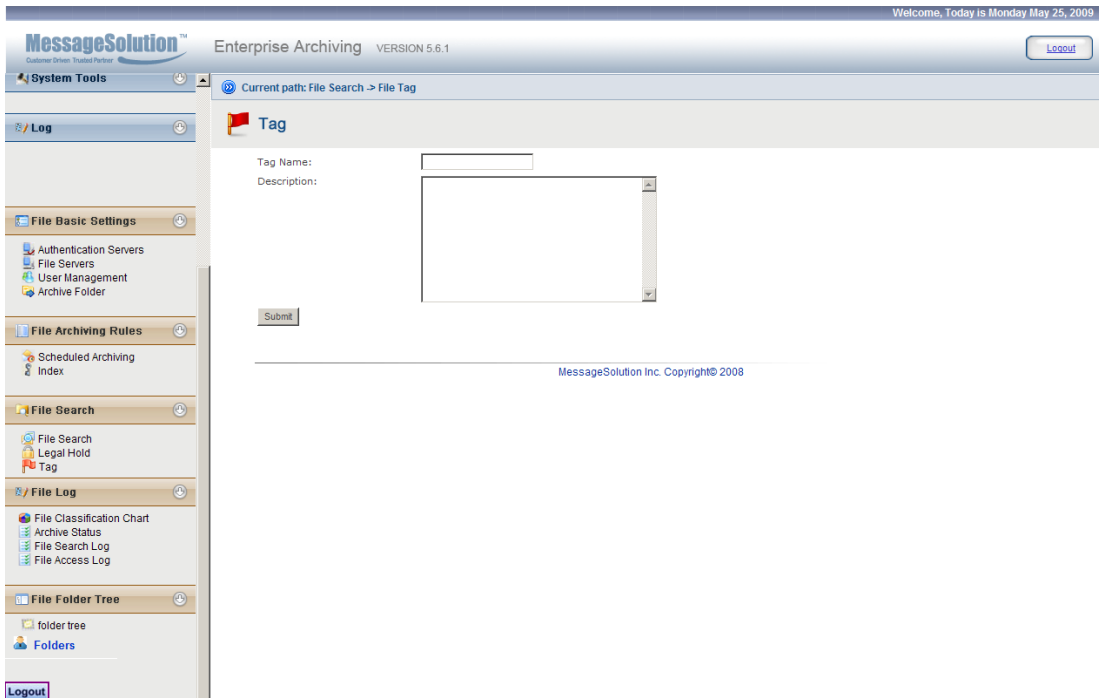 Welcome, Today is Monday May 25, 2009
MessageSolution™
Customer Driven Trusted Partner
Enterprise Archiving VERSION 5.6.1
Logout
System Tools
Log
File Basic Settings
Authentication Servers
File Servers
User Management
Archive Folder
File Archiving Rules
Scheduled Archiving
Index
File Search
File Search
Legal Hold
Tag
File Log
File Classification Chart
Archive Status
File Search Log
File Access Log
File Folder Tree
folder tree
Folders
Logout
Current path: File Search -> File Tag
Tag
Tag Name:
Description:
Submit
MessageSolution Inc. Copyright© 2008